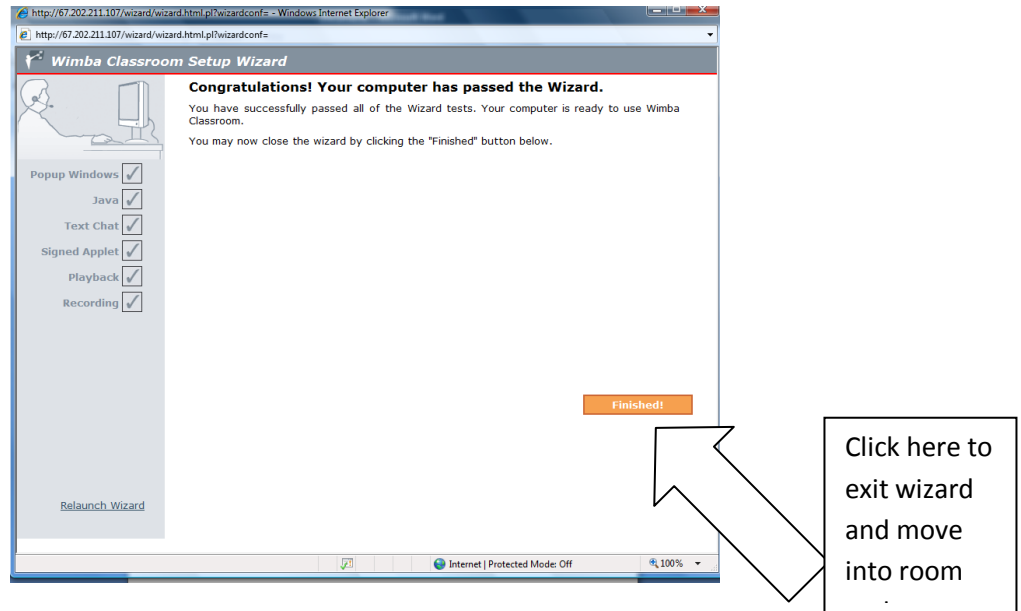 http://67.202.211.107/wizard/wizard.html.pl?wizardconf= - Windows Internet Explorer
http://67.202.211.107/wizard/wizard.html.pl?wizardconf=
Wimba Classroom Setup Wizard
Congratulations! Your computer has passed the Wizard.
You have successfully passed all of the Wizard tests. Your computer is ready to use Wimba
Classroom.
You may now close the wizard by clicking the "Finished" button below.
Popup Windows
Java
Text Chat
Signed Applet
Playback
Recording
Finished!
Relaunch Wizard
Internet | Protected Mode: Off
100%
Click here to
exit wizard
and move
into room